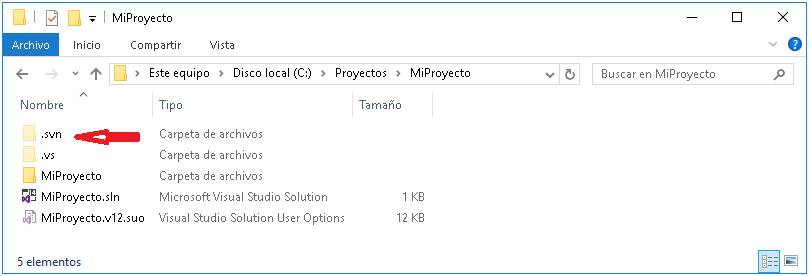 MiProyecto
Archivo Inicio Compartir Vista
Este equipo Disco local (C:) Proyectos MiProyecto Buscar en MiProyecto
Nombre Tipo Tamaño
.svn Carpeta de archivos
.vs Carpeta de archivos
MiProyecto Carpeta de archivos
MiProyecto.sln Microsoft Visual Studio Solution 1 KB
MiProyecto.v12.suo Visual Studio Solution User Options 12 KB
5 elementos